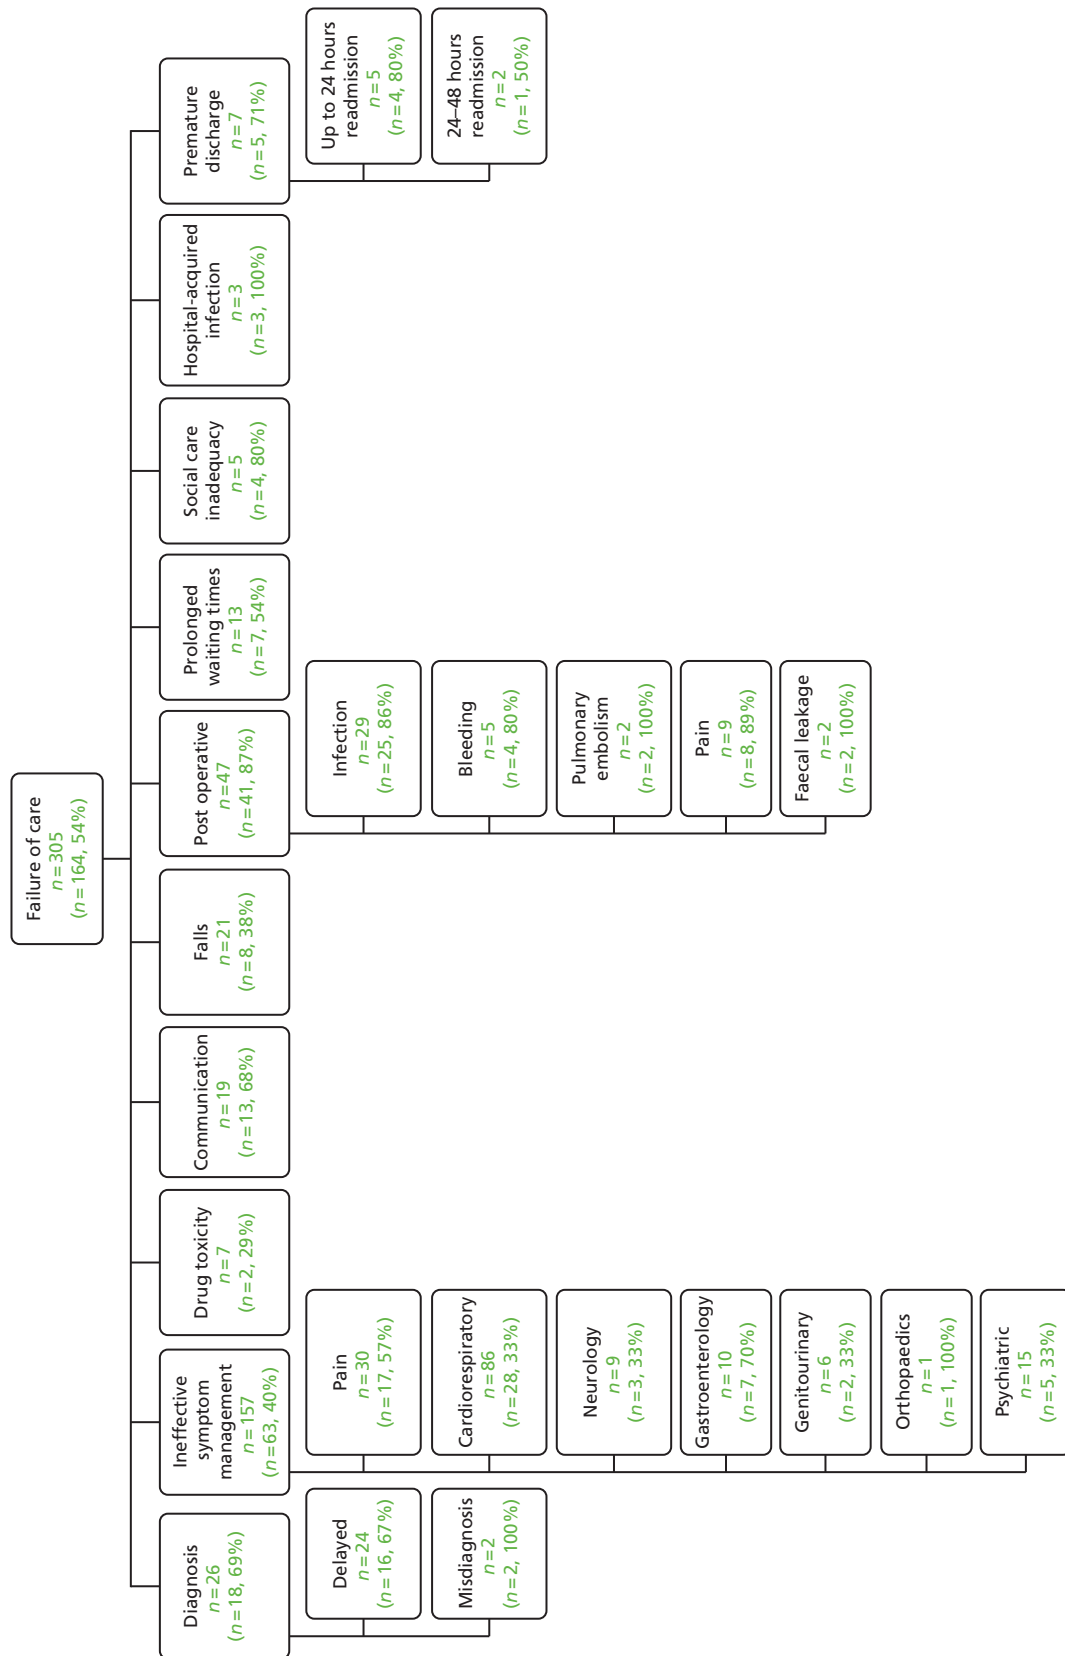 Failure of care
n=305
(n=164, 54%)
Diagnosis
n=26
(n=18, 69%)
Delayed
n=24
(n=16, 67%)
Misdiagnosis
n=2
(n=2, 100%)
Ineffective
symptom
management
n=157
(n=63, 40%)
Pain
n=30
(n=17, 57%)
Cardiorespiratory
n=86
(n=28, 33%)
Neurology
n=9
(n=3, 33%)
Gastroenterology
n=10
(n=7, 70%)
Genitourinary
n=6
(n=2, 33%)
Orthopaedics
n=1
(n=1, 100%)
Psychiatric
n=15
(n=5, 33%)
Drug toxicity
n=7
(n=2, 29%)
Communication
n=19
(n=13, 68%)
Falls
n=21
(n=8, 38%)
Post operative
n=47
(n=41, 87%)
Infection
n=29
(n=25, 86%)
Bleeding
n=5
(n=4, 80%)
Pulmonary
embolism
n=2
(n=2, 100%)
Pain
n=9
(n=8, 89%)
Faecal leakage
n=2
(n=2, 100%)
Prolonged
waiting times
n=13
(n=7, 54%)
Social care
inadequacy
n=5
(n=4, 80%)
Hospital-acquired
infection
n=3
(n=3, 100%)
Premature
discharge
n=7
(n=5, 71%)
Up to 24 hours
readmission
n=5
(n=4, 80%)
24–48 hours
readmission
n=2
(n=1, 50%)